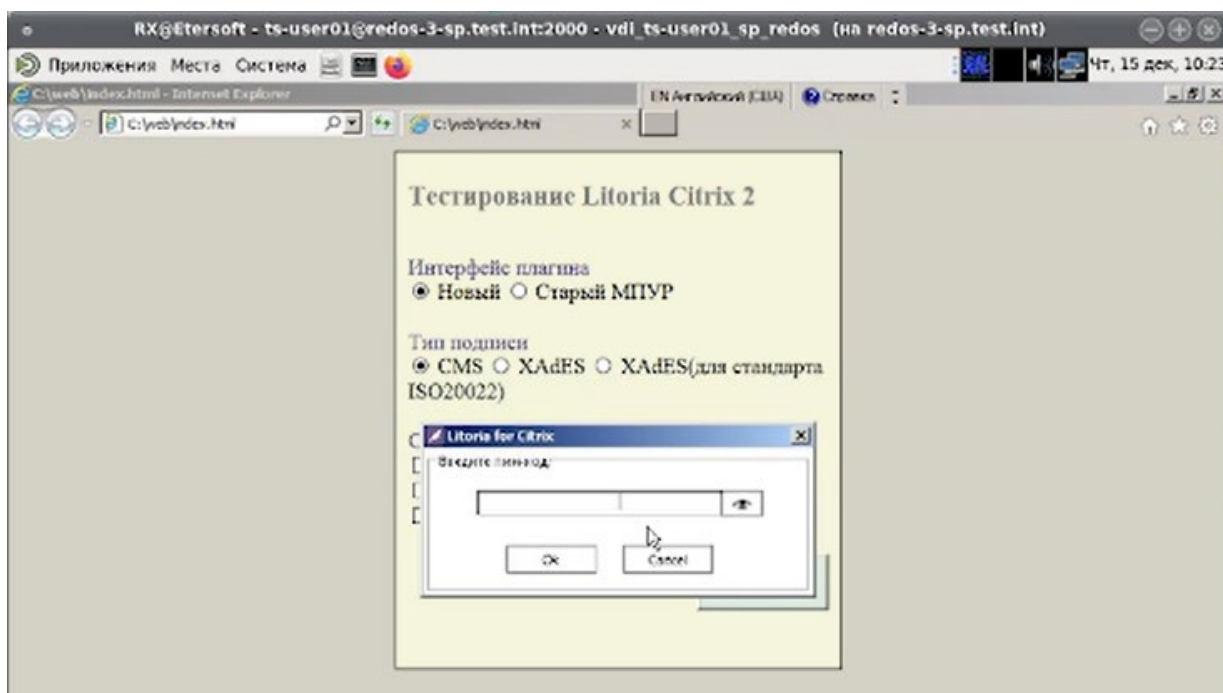 RX@Etersoft - ts-user01@redos-3-sp.test.int:2000 - vdi_ts-user01_sp_redos (на redos-3-sp.test.int)
Приложения Места Система
Чт, 15 дек, 10:23
C:\web\index.html - Internet Explorer
EN Английский (США)
Справка
C:\web\index.html
C:\web\index.html
Тестирование Litoria Citrix 2
Интерфейс плагина
Новый Старый МПУР
Тип подписи
CMS XAdES XAdES(для стандарта
ISO20022)
Litoria for Citrix
Введите пин-код:
Ok Cancel